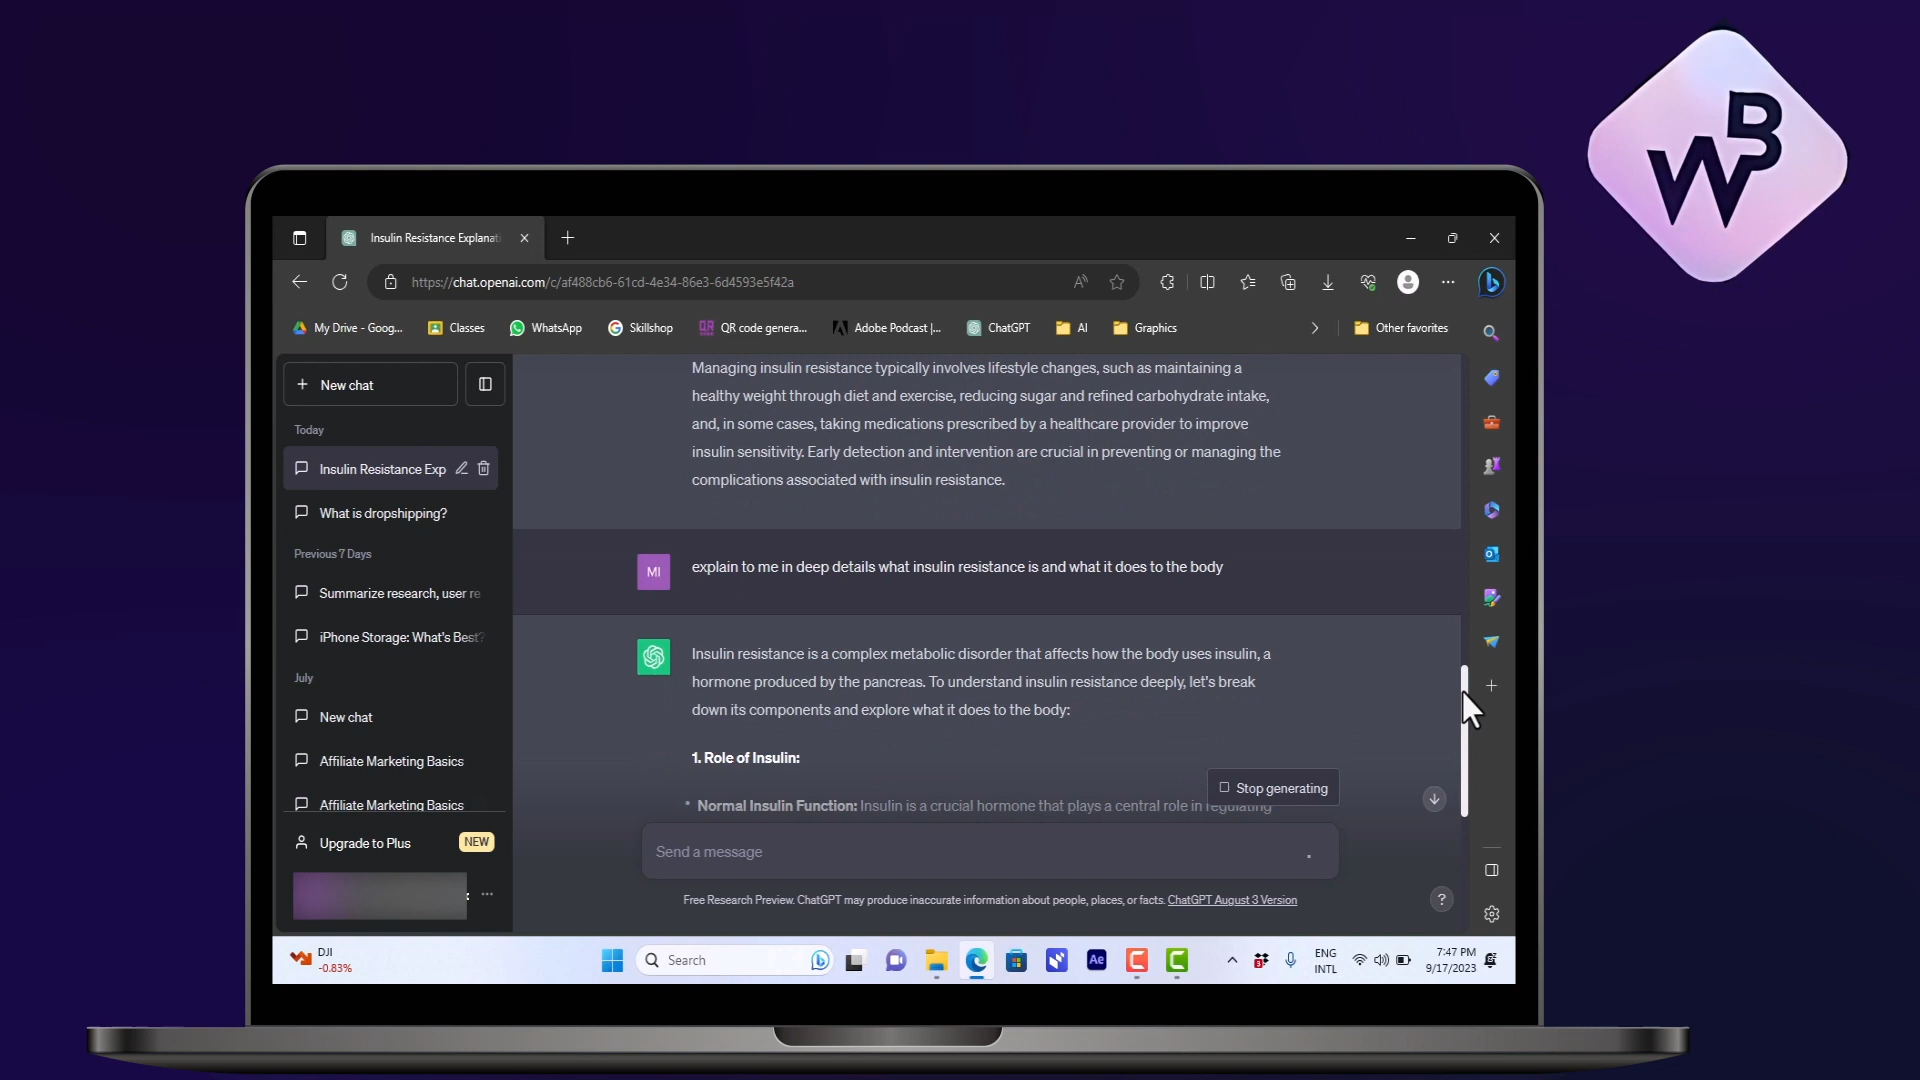 WB
Insulin Resistance Explanati
https://chat.openai.com/c/af488cb6-61cd-4e34-86e3-6d4593e5f42a
My Drive - Goog...
Classes
WhatsApp
Skillshop
QR code genera...
Adobe Podcast |...
ChatGPT
AI
Graphics
Other favorites
New chat
Today
Insulin Resistance Exp
What is dropshipping?
Previous 7 Days
Summarize research, user re
iPhone Storage: What's Best?
July
New chat
Affiliate Marketing Basics
Affiliate Marketing Basics
Upgrade to Plus NEW
Managing insulin resistance typically involves lifestyle changes, such as maintaining a
healthy weight through diet and exercise, reducing sugar and refined carbohydrate intake,
and, in some cases, taking medications prescribed by a healthcare provider to improve
insulin sensitivity. Early detection and intervention are crucial in preventing or managing the
complications associated with insulin resistance.
MI
explain to me in deep details what insulin resistance is and what it does to the body
Insulin resistance is a complex metabolic disorder that affects how the body uses insulin, a
hormone produced by the pancreas. To understand insulin resistance deeply, let's break
down its components and explore what it does to the body:
1. Role of Insulin:
• Normal Insulin Function: Insulin is a crucial hormone that plays a central role in regulating
Stop generating
Send a message
Free Research Preview. ChatGPT may produce inaccurate information about people, places, or facts. ChatGPT August 3 Version
?
DJI
-0.83%
Search
Ae
ENG
INTL
7:47 PM
9/17/2023